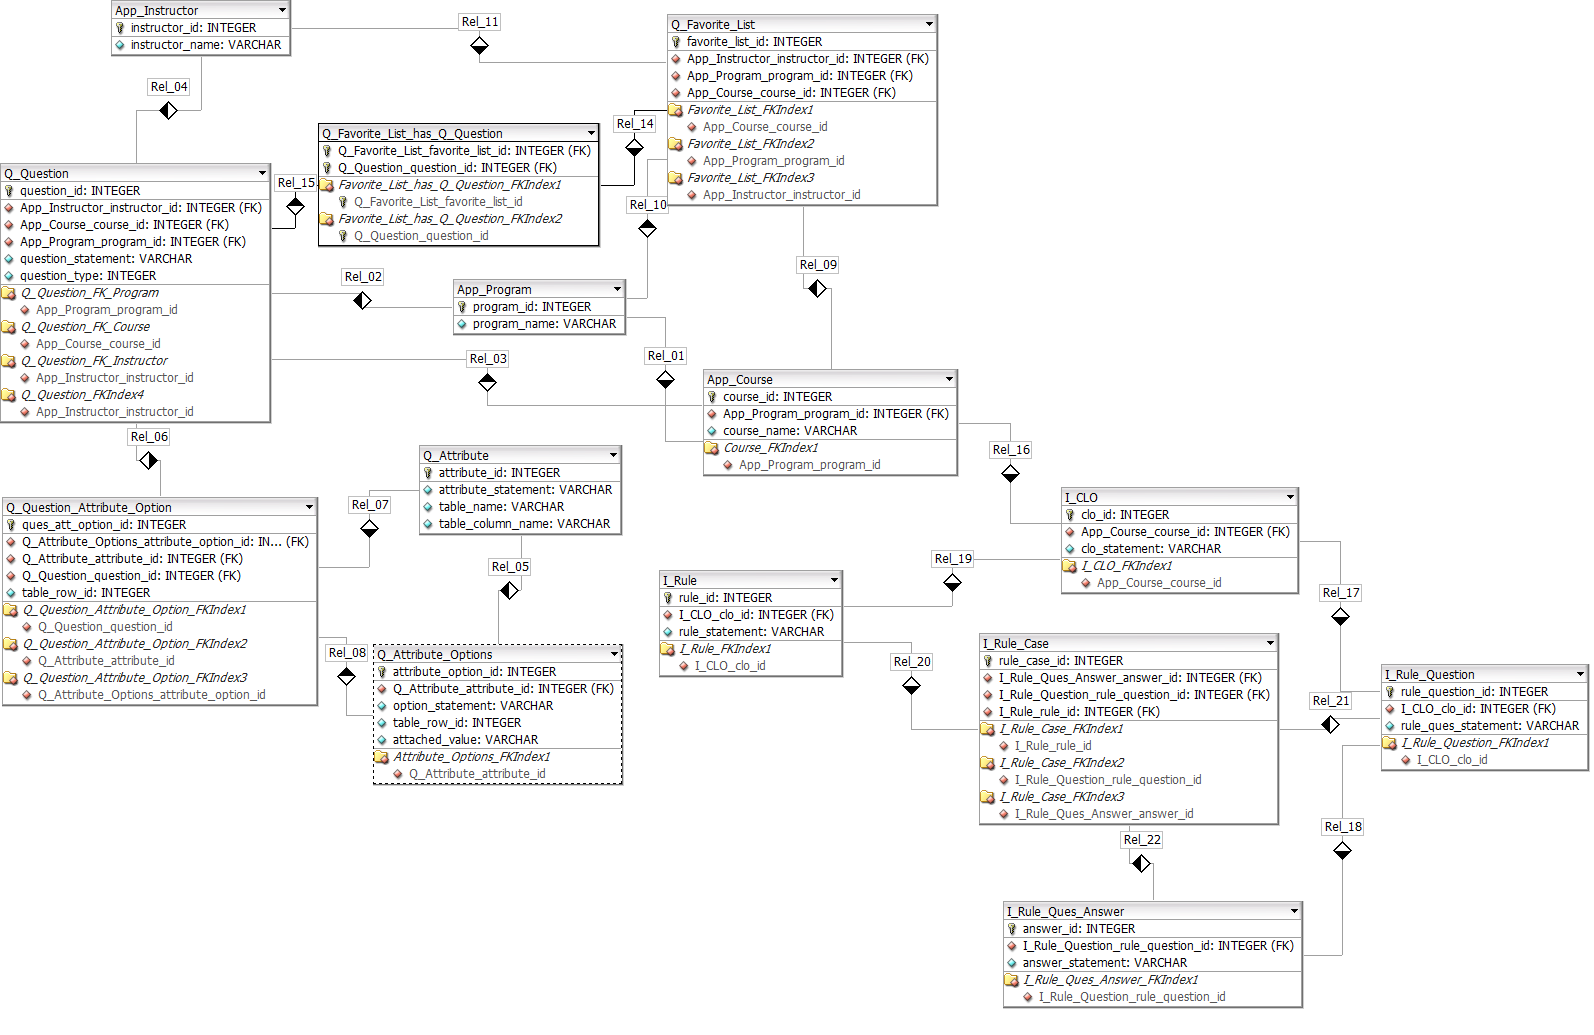 App_Instructor
instructor_id: INTEGER
instructor_name: VARCHAR
Rel_11
Rel_04
Q_Favorite_List
favorite_list_id: INTEGER
App_Instructor_instructor_id: INTEGER (FK)
App_Program_program_id: INTEGER (FK)
App_Course_course_id: INTEGER (FK)
Favorite_List_FKIndex1
App_Course_course_id
Favorite_List_FKIndex2
App_Program_program_id
Favorite_List_FKIndex3
App_Instructor_instructor_id
Rel_14
Q_Favorite_List_has_Q_Question
Q_Favorite_List_favorite_list_id: INTEGER (FK)
Q_Question_question_id: INTEGER (FK)
Favorite_List_has_Q_Question_FKIndex1
Q_Favorite_List_favorite_list_id
Favorite_List_has_Q_Question_FKIndex2
Q_Question_question_id
Rel_15
Rel_10
Q_Question
question_id: INTEGER
App_Instructor_instructor_id: INTEGER (FK)
App_Course_course_id: INTEGER (FK)
App_Program_program_id: INTEGER (FK)
question_statement: VARCHAR
question_type: INTEGER
Q_Question_FK_Program
App_Program_program_id
Q_Question_FK_Course
App_Course_course_id
Q_Question_FK_Instructor
App_Instructor_instructor_id
Q_Question_FKIndex4
App_Instructor_instructor_id
Rel_02
App_Program
program_id: INTEGER
program_name: VARCHAR
Rel_09
Rel_03
Rel_01
App_Course
course_id: INTEGER
App_Program_program_id: INTEGER (FK)
course_name: VARCHAR
Course_FKIndex1
App_Program_program_id
Rel_06
Rel_16
Q_Attribute
attribute_id: INTEGER
attribute_statement: VARCHAR
table_name: VARCHAR
table_column_name: VARCHAR
Rel_07
Q_Question_Attribute_Option
ques_att_option_id: INTEGER
Q_Attribute_Options_attribute_option_id: IN... (FK)
Q_Attribute_attribute_id: INTEGER (FK)
Q_Question_question_id: INTEGER (FK)
table_row_id: INTEGER
Q_Question_Attribute_Option_FKIndex1
Q_Question_question_id
Q_Question_Attribute_Option_FKIndex2
Q_Attribute_attribute_id
Q_Question_Attribute_Option_FKIndex3
Q_Attribute_Options_attribute_option_id
Rel_05
Rel_08
Q_Attribute_Options
attribute_option_id: INTEGER
Q_Attribute_attribute_id: INTEGER (FK)
option_statement: VARCHAR
table_row_id: INTEGER
attached_value: VARCHAR
Attribute_Options_FKIndex1
Q_Attribute_attribute_id
I_CLO
clo_id: INTEGER
App_Course_course_id: INTEGER (FK)
clo_statement: VARCHAR
I_CLO_FKIndex1
App_Course_course_id
Rel_19
Rel_17
I_Rule
rule_id: INTEGER
I_CLO_clo_id: INTEGER (FK)
rule_statement: VARCHAR
I_Rule_FKIndex1
I_CLO_clo_id
Rel_20
I_Rule_Case
rule_case_id: INTEGER
I_Rule_Ques_Answer_answer_id: INTEGER (FK)
I_Rule_Question_rule_question_id: INTEGER (FK)
I_Rule_rule_id: INTEGER (FK)
I_Rule_Case_FKIndex1
I_Rule_rule_id
I_Rule_Case_FKIndex2
I_Rule_Question_rule_question_id
I_Rule_Case_FKIndex3
I_Rule_Ques_Answer_answer_id
Rel_21
I_Rule_Question
rule_question_id: INTEGER
I_CLO_clo_id: INTEGER (FK)
rule_ques_statement: VARCHAR
I_Rule_Question_FKIndex1
I_CLO_clo_id
Rel_18
Rel_22
I_Rule_Ques_Answer
answer_id: INTEGER
I_Rule_Question_rule_question_id: INTEGER (FK)
answer_statement: VARCHAR
I_Rule_Ques_Answer_FKIndex1
I_Rule_Question_rule_question_id